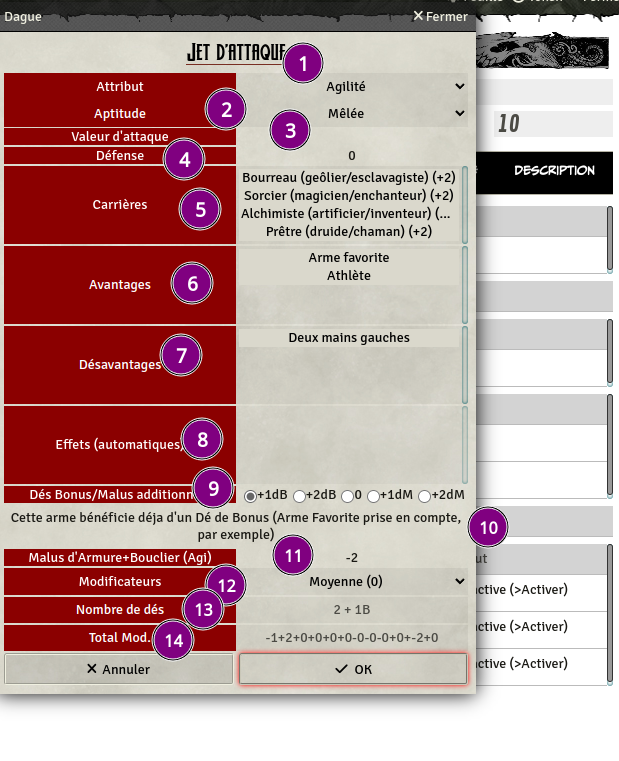 Dague
Fermer
Jet d'attaque
1
Attribut
Agilité
Aptitude
2
Mêlée
Valeur d'attaque
3
10
Défense
4
0
DESCRIPTION
Carrières
5
Bourreau (geôlier/esclavagiste) (+2)
Sorcier (magicien/enchanteur) (+2)
Alchimiste (artificier/inventeur) (...
Prêtre (druide/chaman) (+2)
Avantages
6
Arme favorite
Athlète
Désavantages
7
Deux mains gauches
Effets (automatiques)
8
Dés Bonus/Malus additionn
9
+1dB
+2dB
0
+1dM
+2dM
Cette arme bénéficie déja d'un Dé de Bonus (Arme Favorite prise en compte,
par exemple)
10
Malus d'Armure+Bouclier (Agi)
11
-2
ut
Modificateurs
12
Moyenne (0)
ctive (>Activer)
Nombre de dés
13
2 + 1B
ctive (>Activer)
Total Mod.
14
-1+2+0+0+0+0-0-0-0+0+-2+0
Annuler
OK
ctive (>Activer)